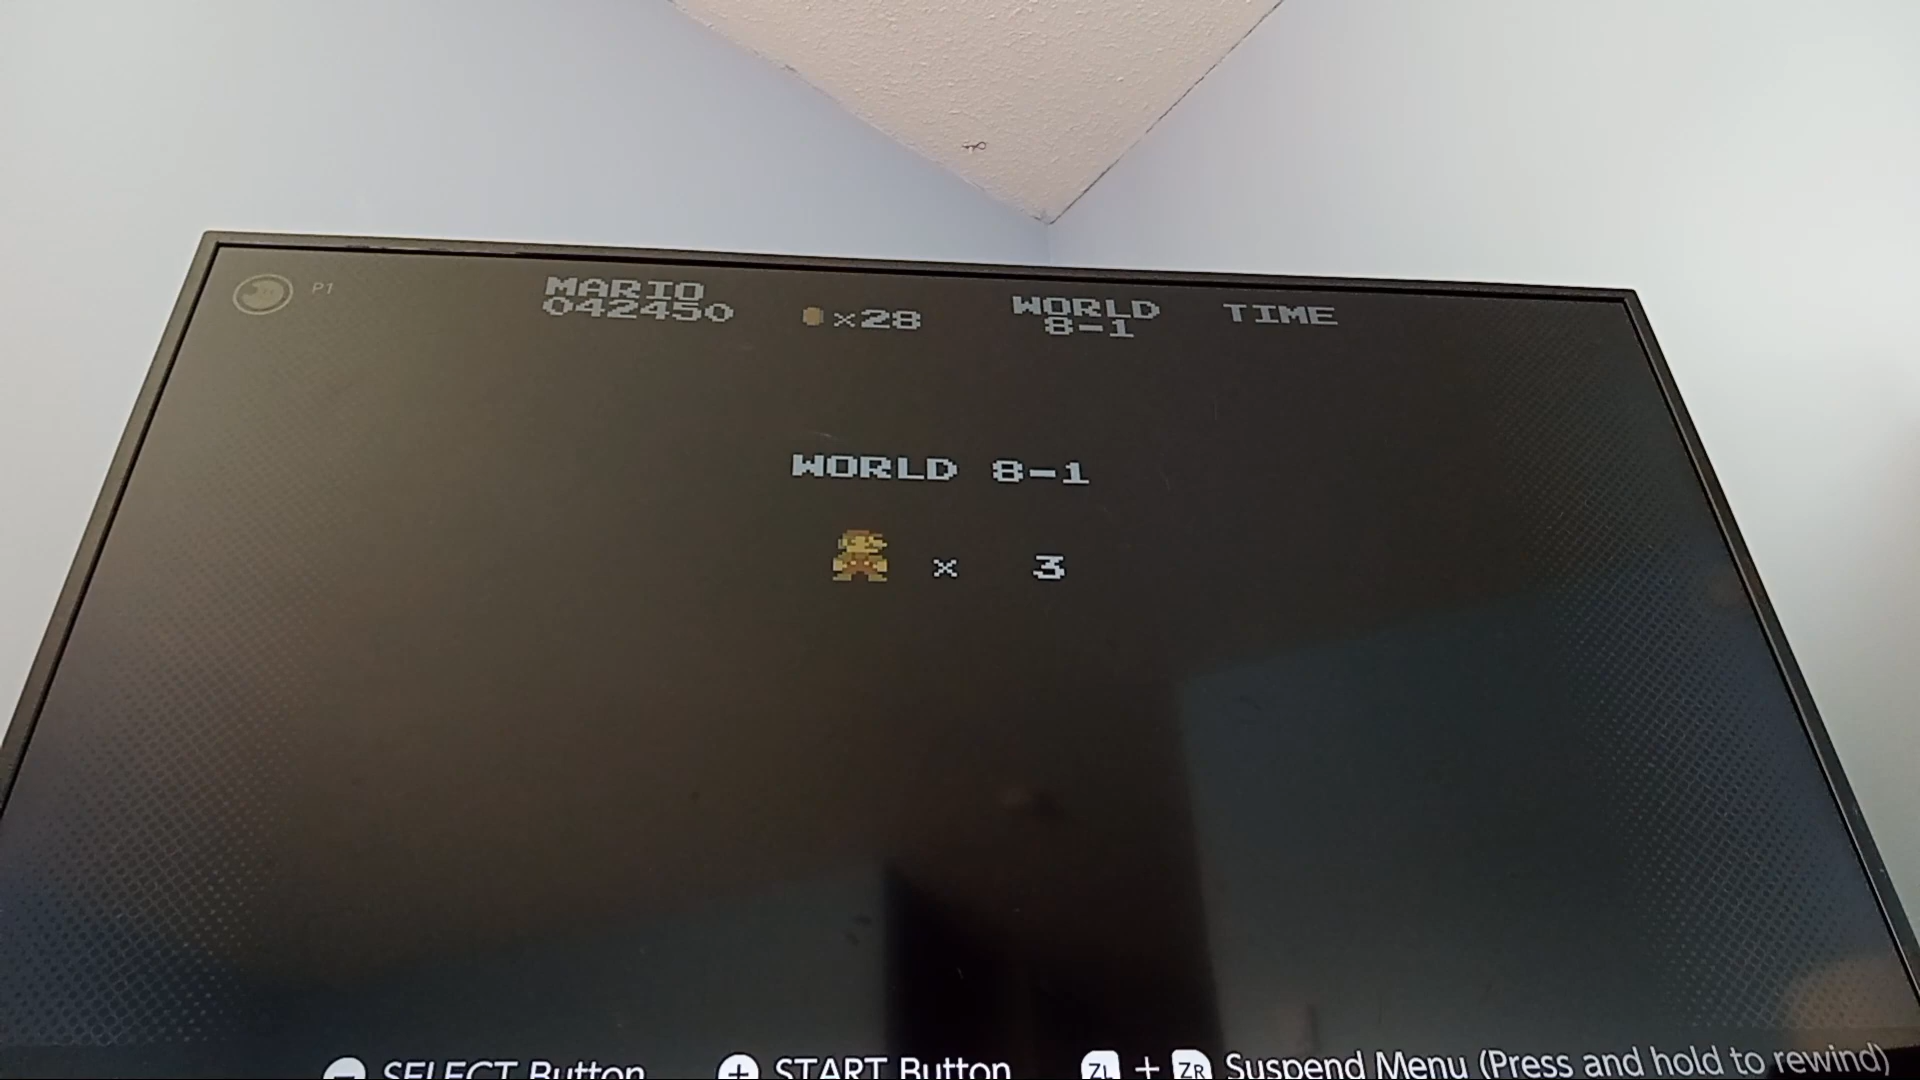 P1
MARIO
042450
×28
WORLD
8-1
TIME
WORLD 8-1
× 3
- SELECT Button + START Button ZL + ZR Suspend Menu (Press and hold to rewind)